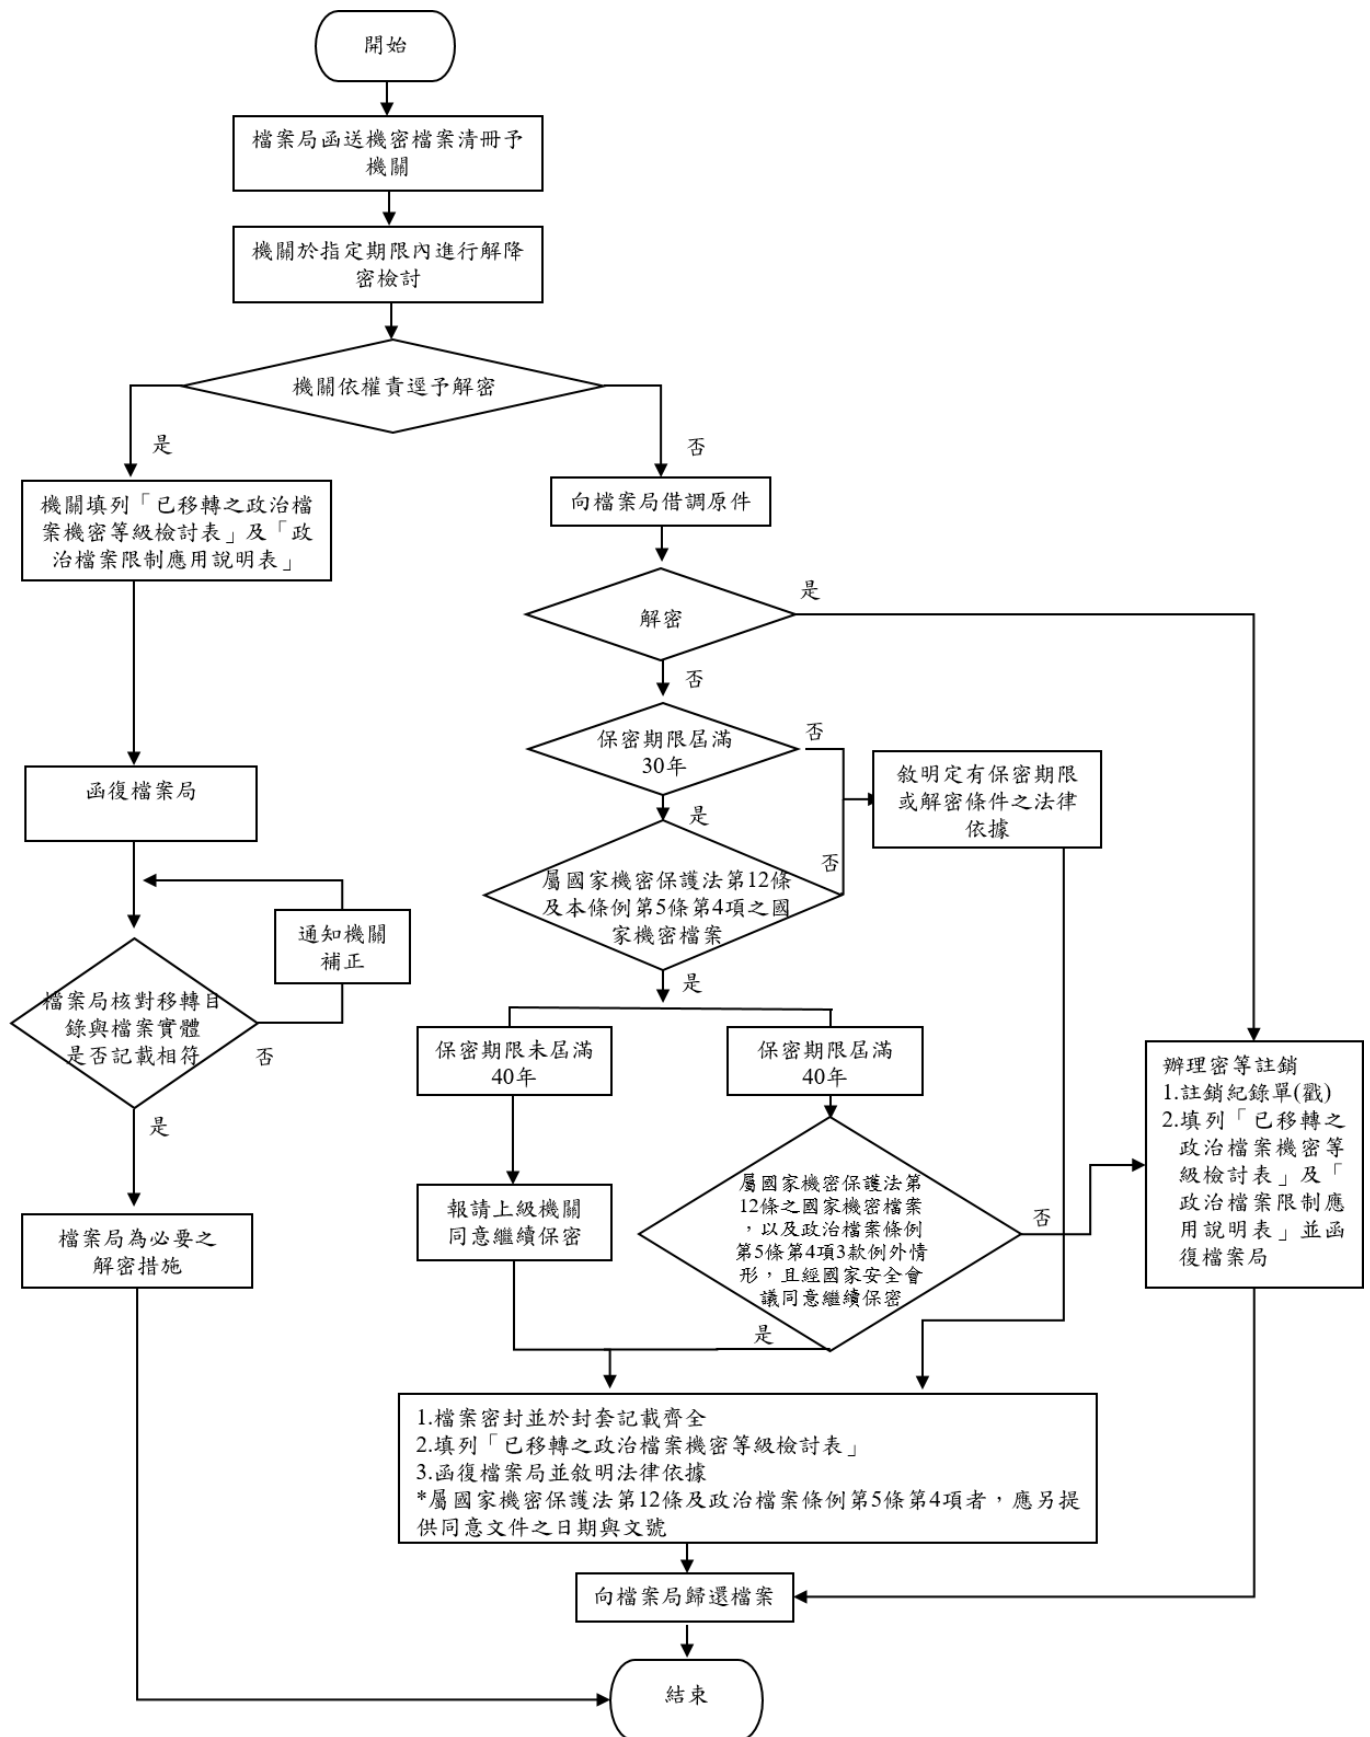 開始
檔案局函送機密檔案清冊予
機關
機關於指定期限內進行解降
密檢討
機關依權責逕予解密
是
否
機關填列「已移轉之政治檔
案機密等級檢討表」及「政
治檔案限制應用說明表」
向檔案局借調原件
是
解密
否
保密期限屆滿
30年
否
函復檔案局
敘明定有保密期限
或解密條件之法律
依據
是
否
屬國家機密保護法第12條
及本條例第5條第4項之國
家機密檔案
通知機關
補正
是
檔案局核對移轉目
錄與檔案實體
是否記載相符
否
是
保密期限未屆滿
40年
保密期限屆滿
40年
辦理密等註銷
1.註銷紀錄單(戳)
2.填列「已移轉之
政治檔案機密等
級檢討表」及「
政治檔案限制應
用說明表」並函
復檔案局
報請上級機關
同意繼續保密
屬國家機密保護法第
12條之國家機密檔案
，以及政治檔案條例
第5條第4項3款例外情
形，且經國家安全會
議同意繼續保密
否
是
檔案局為必要之
解密措施
1.檔案密封並於封套記載齊全
2.填列「已移轉之政治檔案機密等級檢討表」
3.函復檔案局並敘明法律依據
*屬國家機密保護法第12條及政治檔案條例第5條第4項者，應另提
供同意文件之日期與文號
向檔案局歸還檔案
結束